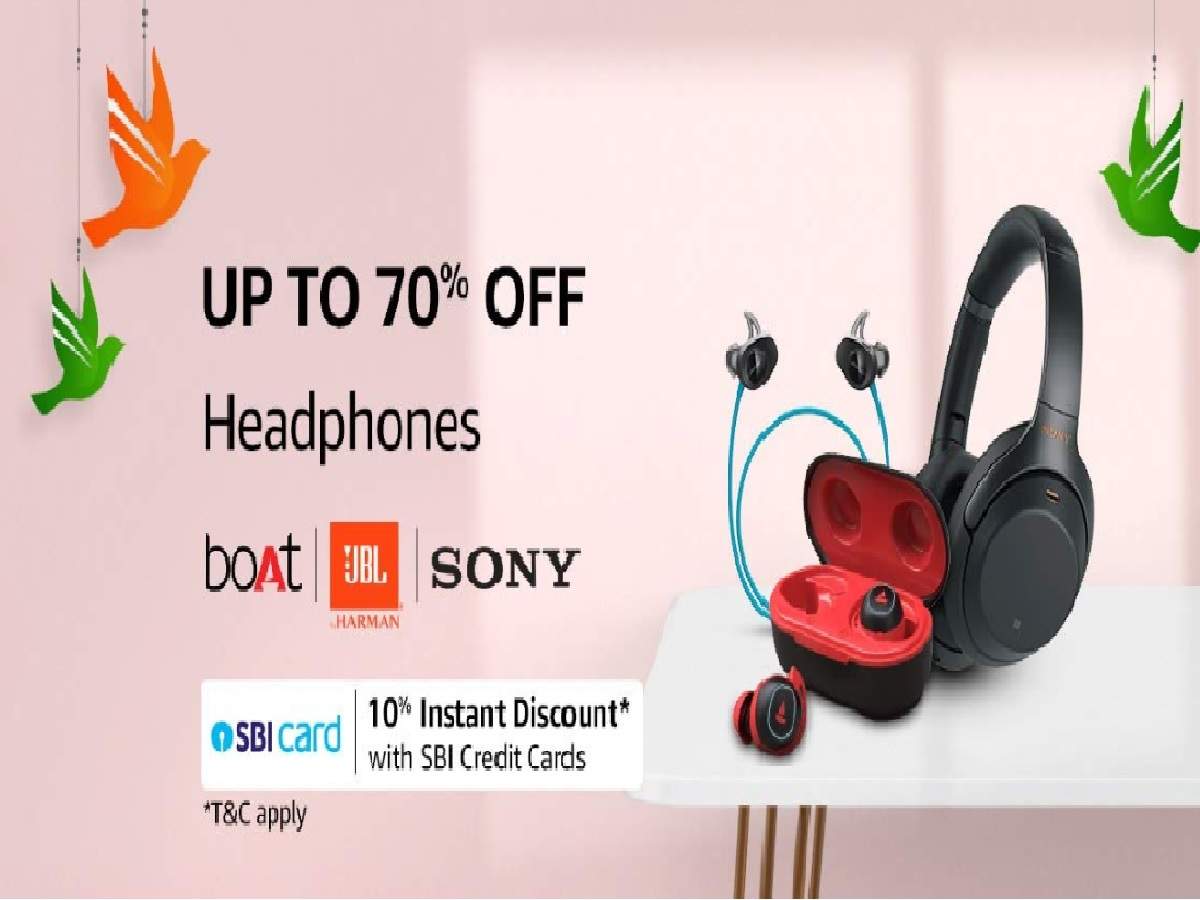 UP TO 70% OFF
Headphones
boAt JBL SONY
by HARMAN
SBI card
10% Instant Discount*
with SBI Credit Cards
*T&C apply
SONY